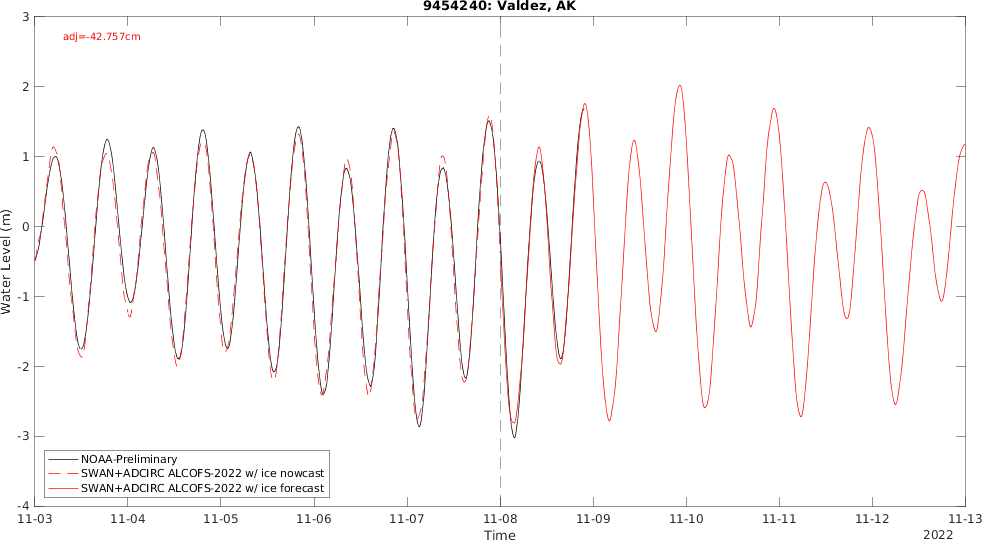 9454240: Valdez, AK
adj=-42.757cm
3
2
1
0
-1
-2
-3
-4
Water Level (m)
NOAA-Preliminary
SWAN+ADCIRC ALCOFS-2022 w/ ice nowcast
SWAN+ADCIRC ALCOFS-2022 w/ ice forecast
11-03 11-04 11-05 11-06 11-07 11-08 11-09 11-10 11-11 11-12 11-13
Time
2022